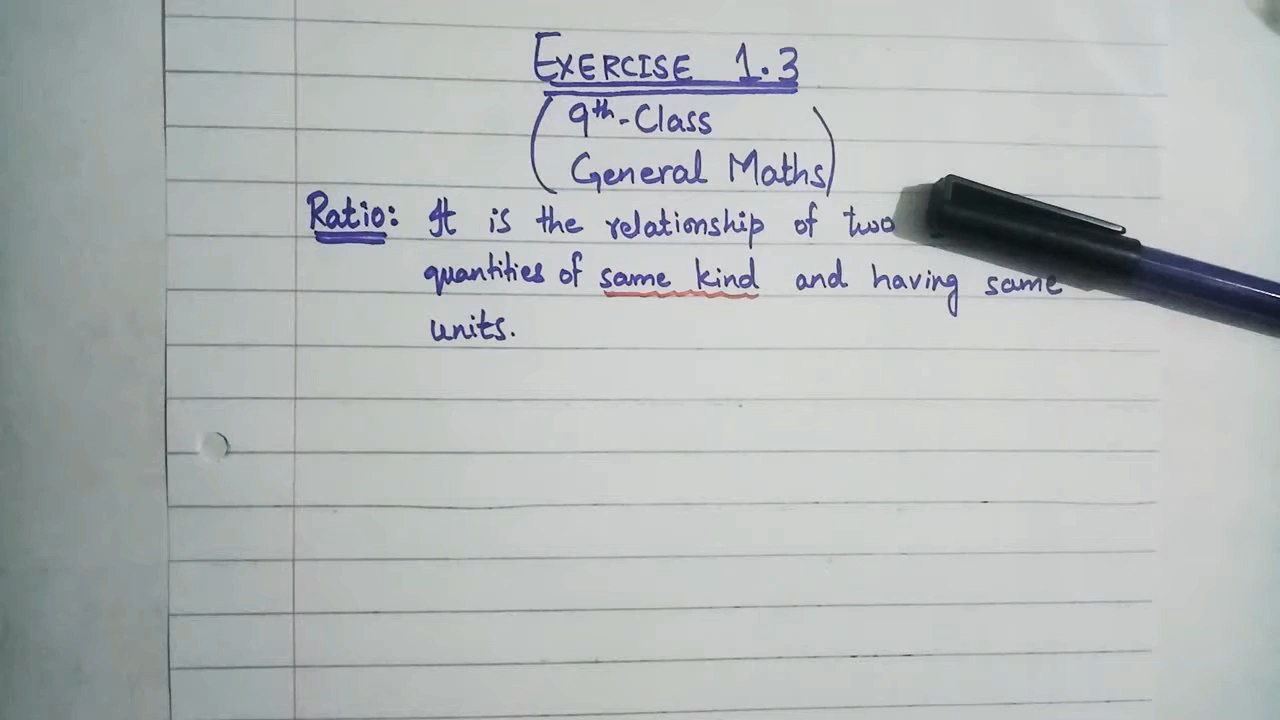 EXERCISE 1.3
(9th-Class
General Maths)
Ratio: It is the relationship of two
quantities of same kind and having same
units.